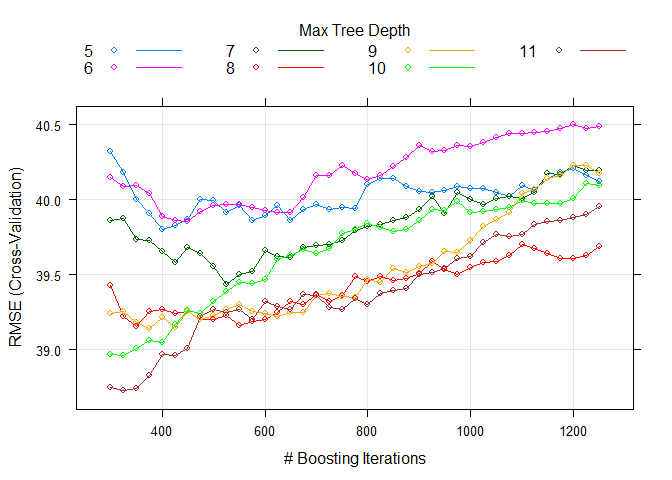 Max Tree Depth
5 7 9 11
6 8 10
40.5
40.0
39.5
39.0
RMSE (Cross-Validation)
400 600 800 1000 1200
# Boosting Iterations